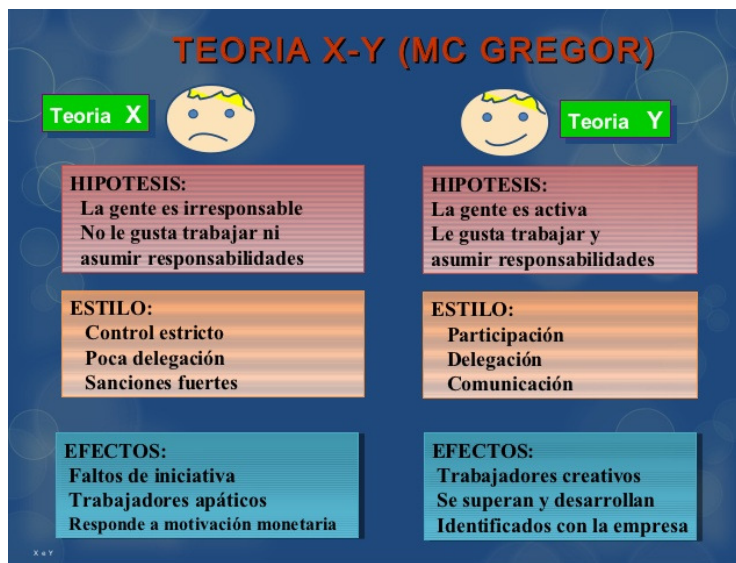 TEORIA X-Y (MC GREGOR)
Teoria X
HIPOTESIS:
La gente es irresponsable
No le gusta trabajar ni
asumir responsabilidades
ESTILO:
Control estricto
Poca delegación
Sanciones fuertes
EFECTOS:
Faltos de iniciativa
Trabajadores apáticos
Responde a motivación monetaria
Teoria Y
HIPOTESIS:
La gente es activa
Le gusta trabajar y
asumir responsabilidades
ESTILO:
Participación
Delegación
Comunicación
EFECTOS:
Trabajadores creativos
Se superan y desarrollan
Identificados con la empresa
X e Y